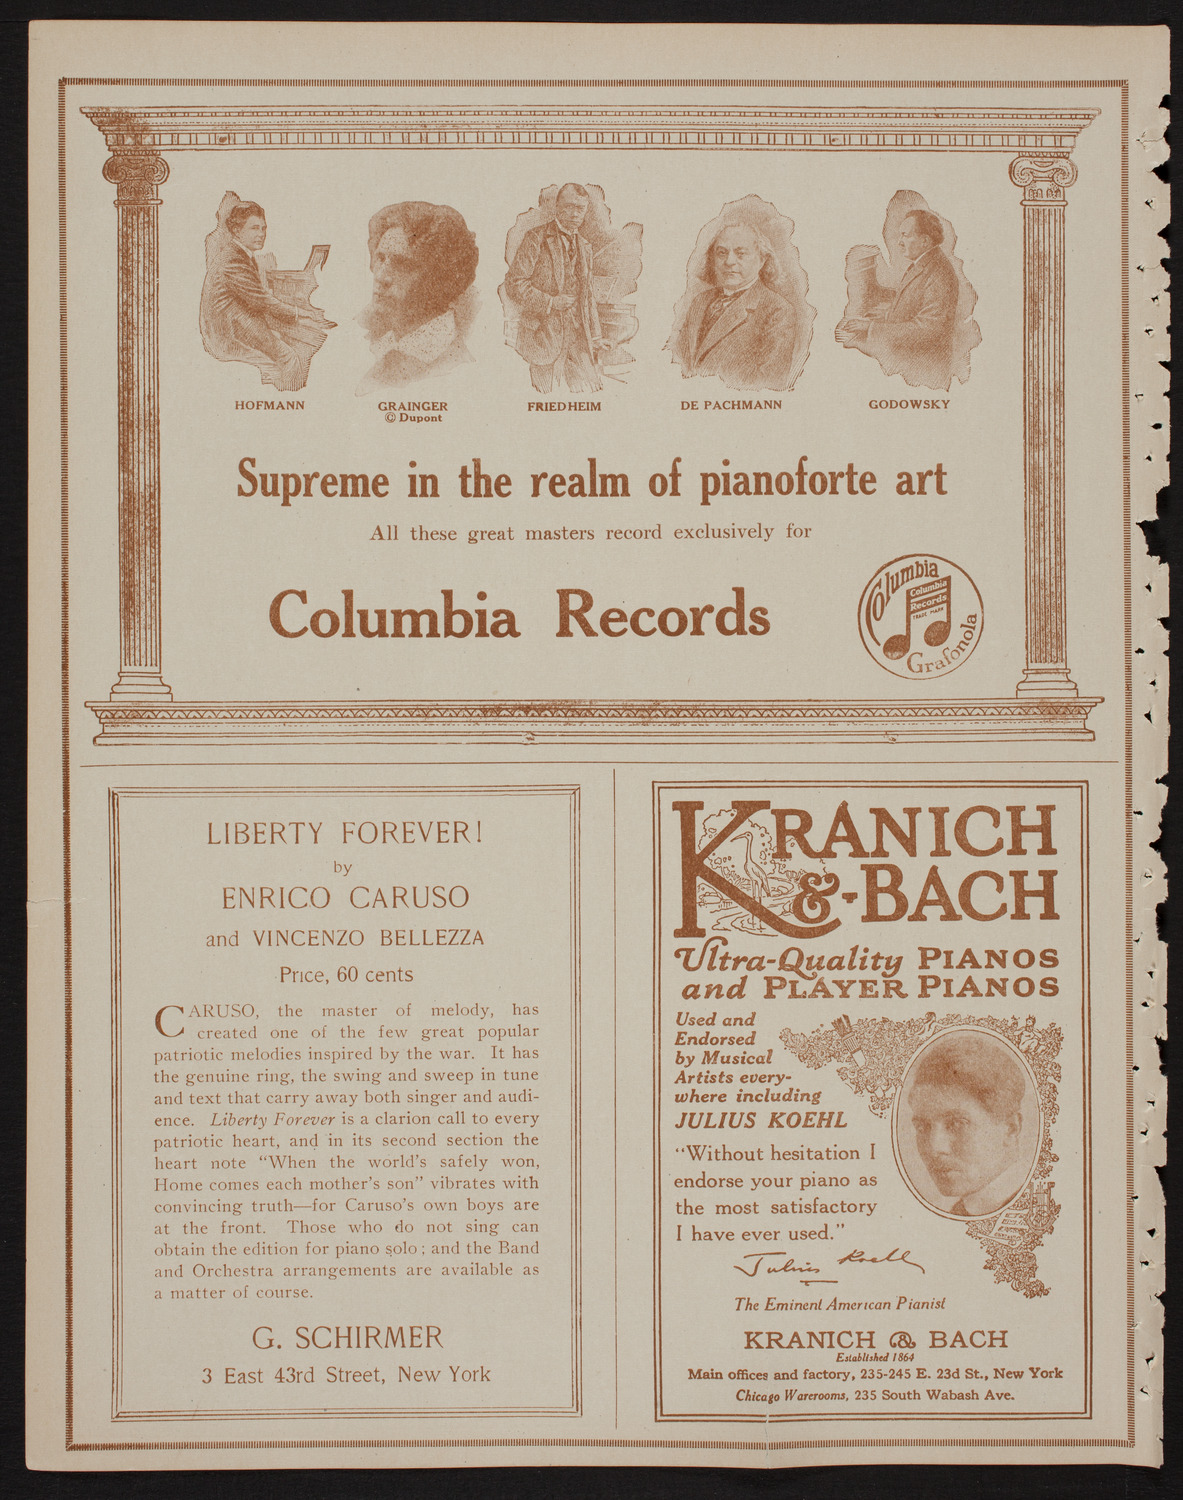 HOFMANN
GRAINGER
© Dupont
FRIEDHEIM
DE PACHMANN
GODOWSKY
Supreme in the realm of pianoforte art
All these great masters record exclusively for
Columbia Records
Columbia
Columbia
Records
TRADE MARK
Grafonola
LIBERTY FOREVER!
by
ENRICO CARUSO
and VINCENZO BELLEZZA
Price, 60 cents
CARUSO, the master of melody, has
created one of the few great popular
patriotic melodies inspired by the war. It has
the genuine ring, the swing and sweep in tune
and text that carry away both singer and audi-
ence. Liberty Forever is a clarion call to every
patriotic heart, and in its second section the
heart note “When the world’s safely won,
Home comes each mother’s son” vibrates with
convincing truth—for Caruso’s own boys are
at the front. Those who do not sing can
obtain the edition for piano solo; and the Band
and Orchestra arrangements are available as
a matter of course.
G. SCHIRMER
3 East 43rd Street, New York
KRANICH
&-BACH
Ultra-Quality PIANOS
and PLAYER PIANOS
Used and
Endorsed
by Musical
Artists every-
where including
JULIUS KOEHL
“Without hesitation I
endorse your piano as
the most satisfactory
I have ever used.”
Julius Koehl
The Eminent American Pianist
KRANICH & BACH
Established 1864
Main offices and factory, 235-245 E. 23d St., New York
Chicago Warerooms, 235 South Wabash Ave.